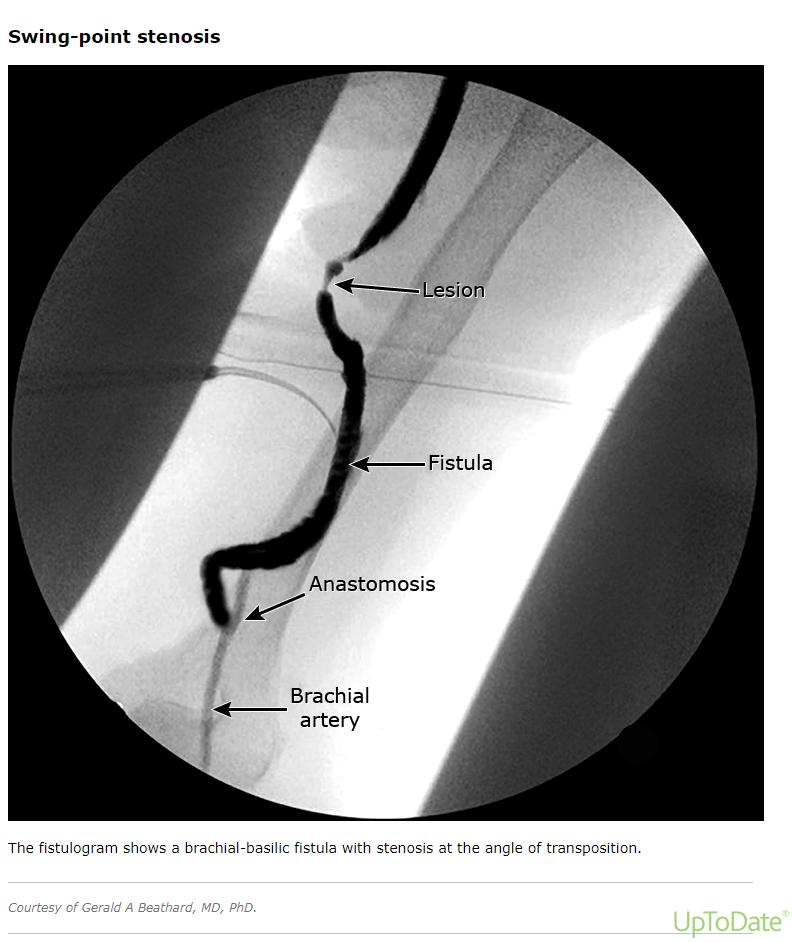 Swing-point stenosis
Lesion
Fistula
Anastomosis
Brachial
artery
The fistulogram shows a brachial-basilic fistula with stenosis at the angle of transposition.
Courtesy of Gerald A Beathard, MD, PhD.
UpToDate®